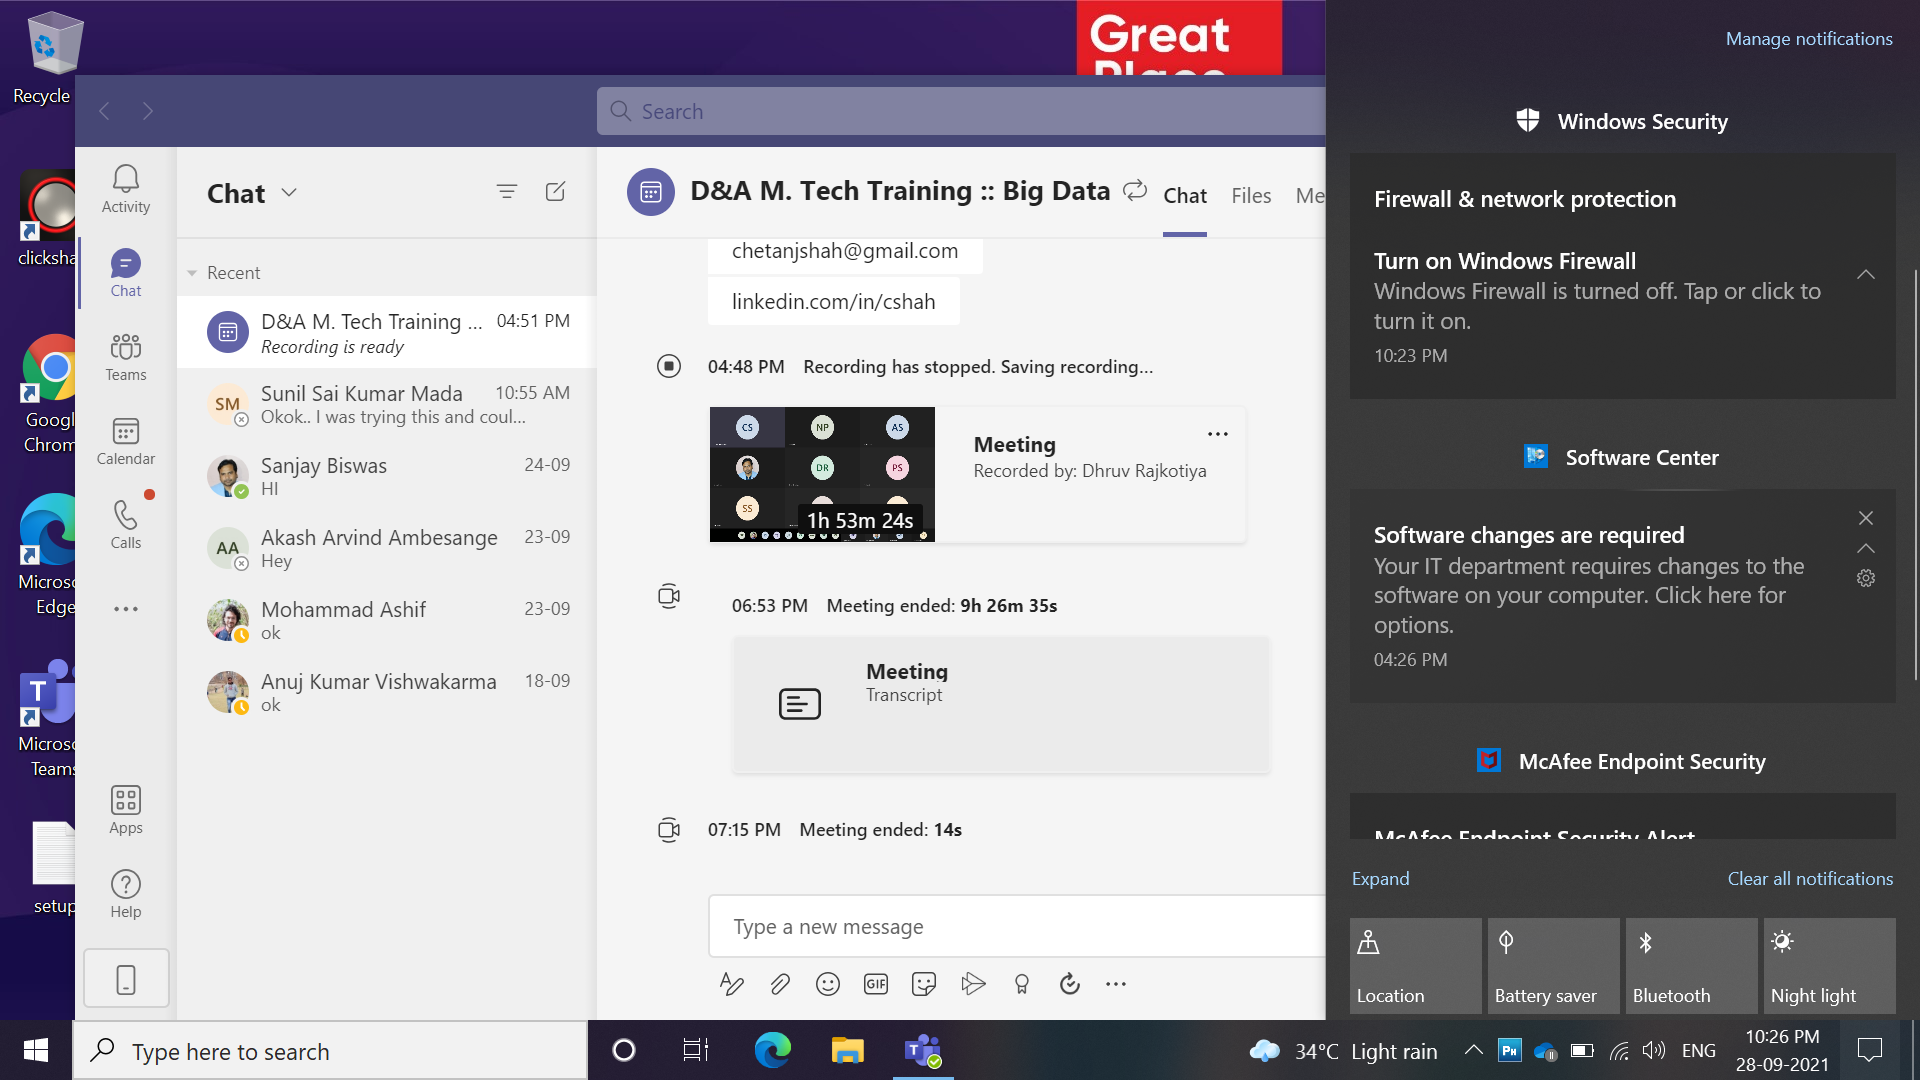 Recycle
clicksha
Googl
Chrom
Microso
Edge
Microso
Teams
setup
Great
Search
Activity
Chat
Teams
Calendar
Calls
Apps
Help
Chat
Recent
D&A M. Tech Training ... 04:51 PM
Recording is ready
SM
Sunil Sai Kumar Mada 10:55 AM
Okok.. I was trying this and coul...
Sanjay Biswas 24-09
HI
AA
Akash Arvind Ambesange 23-09
Hey
Mohammad Ashif 23-09
ok
Anuj Kumar Vishwakarma 18-09
ok
D&A M. Tech Training :: Big Data Chat Files Me
chetanjshah@gmail.com
linkedin.com/in/cshah
04:48 PM Recording has stopped. Saving recording...
CS NP AS
DR PS
SS
1h 53m 24s
Meeting
Recorded by: Dhruv Rajkotiya
06:53 PM Meeting ended: 9h 26m 35s
Meeting
Transcript
07:15 PM Meeting ended: 14s
Type a new message
GIF
Manage notifications
Windows Security
Firewall & network protection
Turn on Windows Firewall
Windows Firewall is turned off. Tap or click to
turn it on.
10:23 PM
Software Center
Software changes are required
Your IT department requires changes to the
software on your computer. Click here for
options.
04:26 PM
McAfee Endpoint Security
McAfee Endpoint Security Alert
Expand Clear all notifications
Location Battery saver Bluetooth Night light
Type here to search
T
34°C Light rain
PH
ENG
10:26 PM
28-09-2021